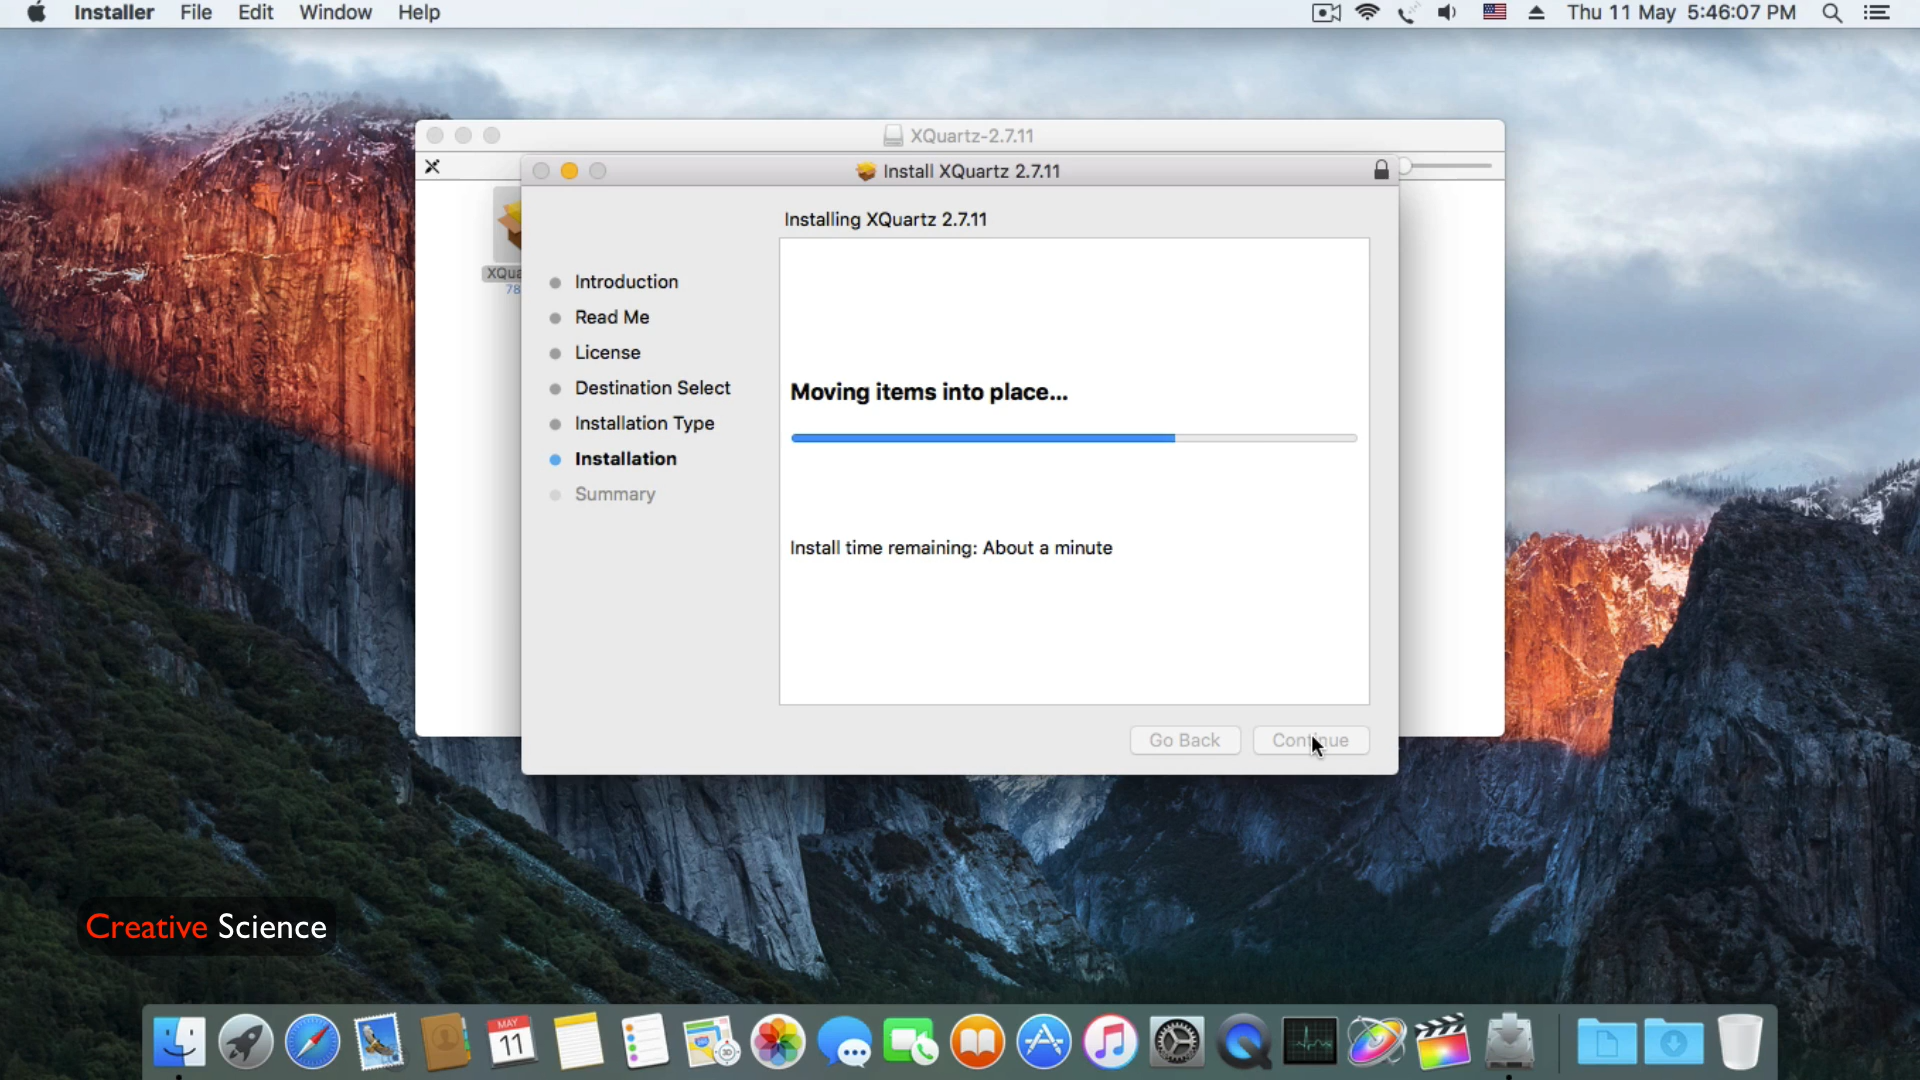 Installer File Edit Window Help Thu 11 May 5:46:07 PM
XQuartz-2.7.11
Install XQuartz 2.7.11
XQua
78
Installing XQuartz 2.7.11
Introduction
Read Me
License
Destination Select
Installation Type
Installation
Summary
Moving items into place...
Install time remaining: About a minute
Go Back Continue
Creative Science
MAY
11